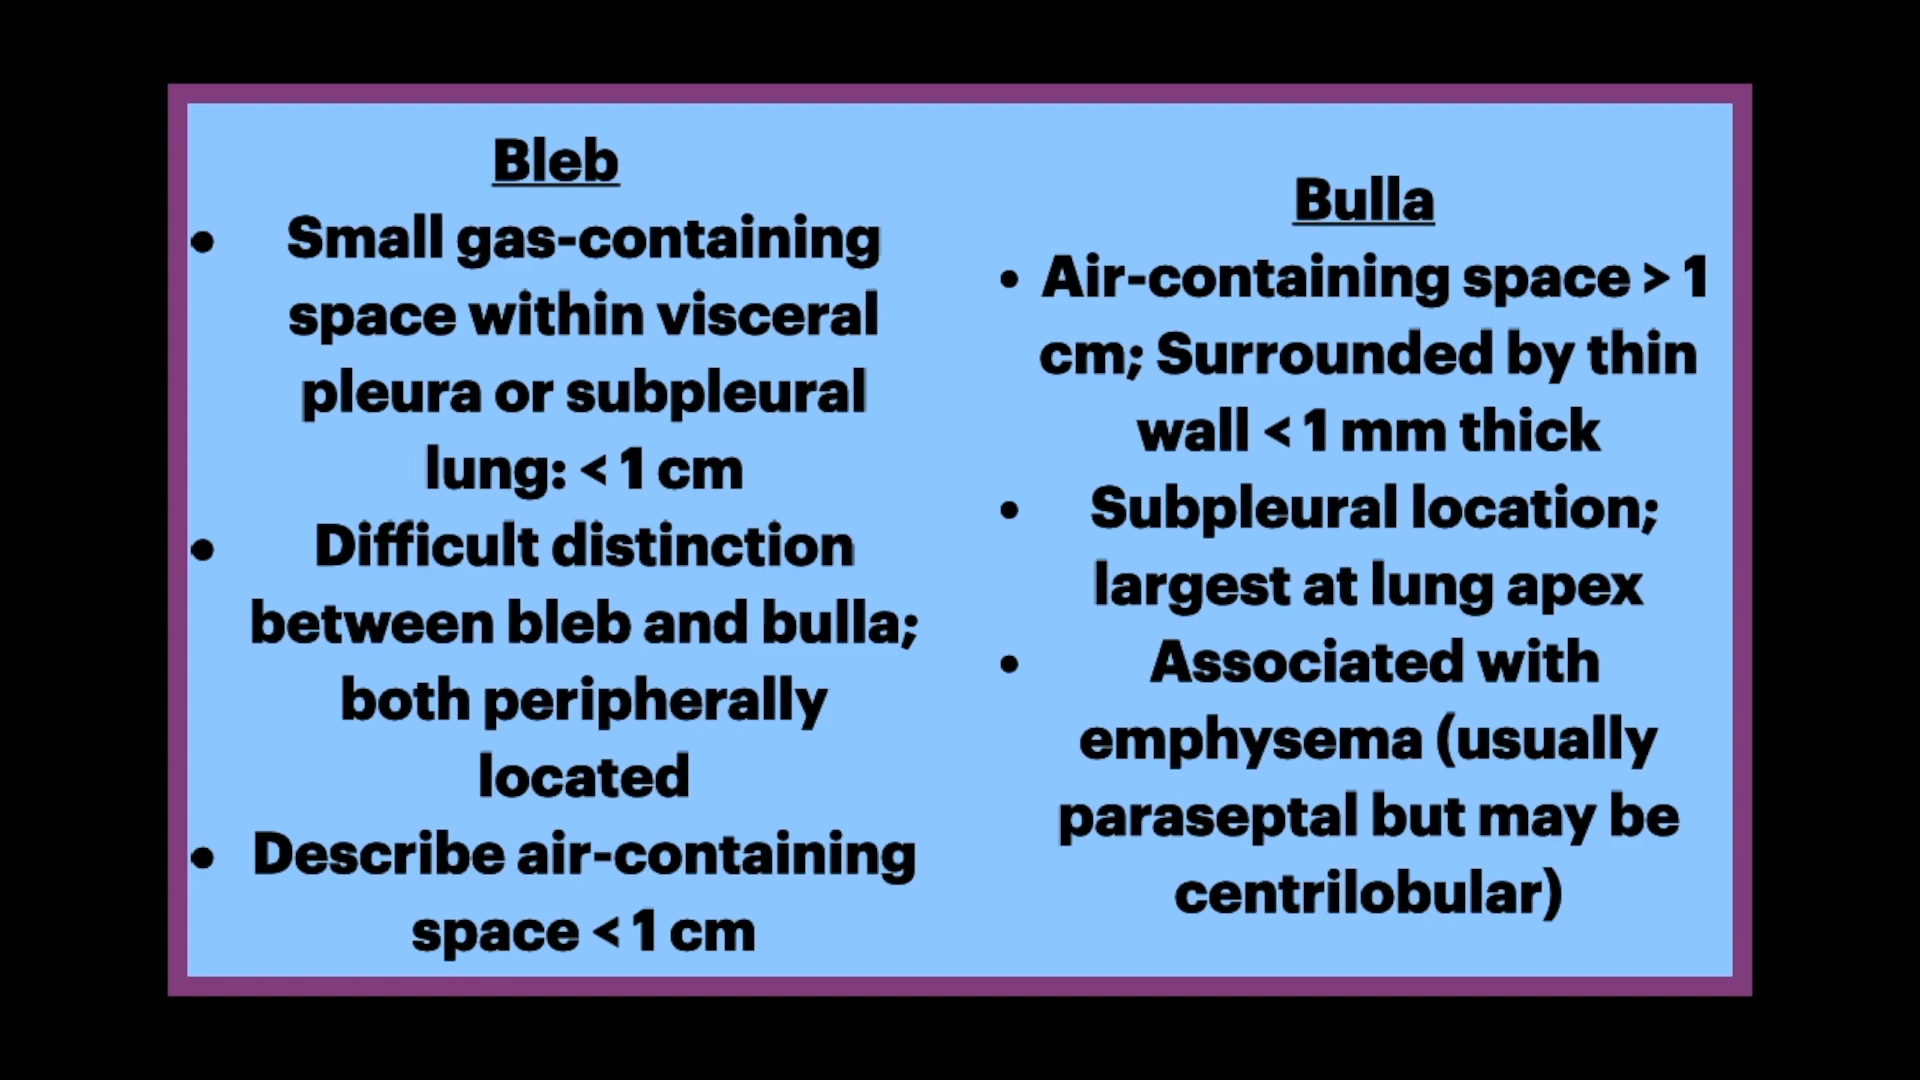 Bleb
• Small gas-containing
space within visceral
pleura or subpleural
lung: < 1 cm
• Difficult distinction
between bleb and bulla;
both peripherally
located
• Describe air-containing
space < 1 cm
Bulla
• Air-containing space > 1
cm; Surrounded by thin
wall < 1 mm thick
• Subpleural location;
largest at lung apex
• Associated with
emphysema (usually
paraseptal but may be
centrilobular)